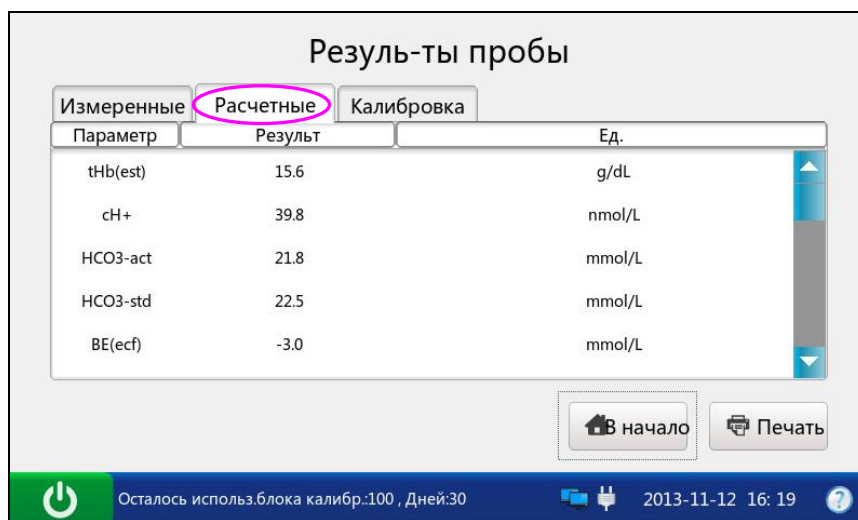 Резуль-ты пробы
Измеренные Расчетные Калибровка
Параметр Результ Ед.
tHb(est) 15.6 g/dL
cH+ 39.8 nmol/L
HCO3-act 21.8 mmol/L
HCO3-std 22.5 mmol/L
BE(ecf) -3.0 mmol/L
В начало Печать
Осталось использ.блока калибр.:100 , Дней:30 2013-11-12 16: 19 ?